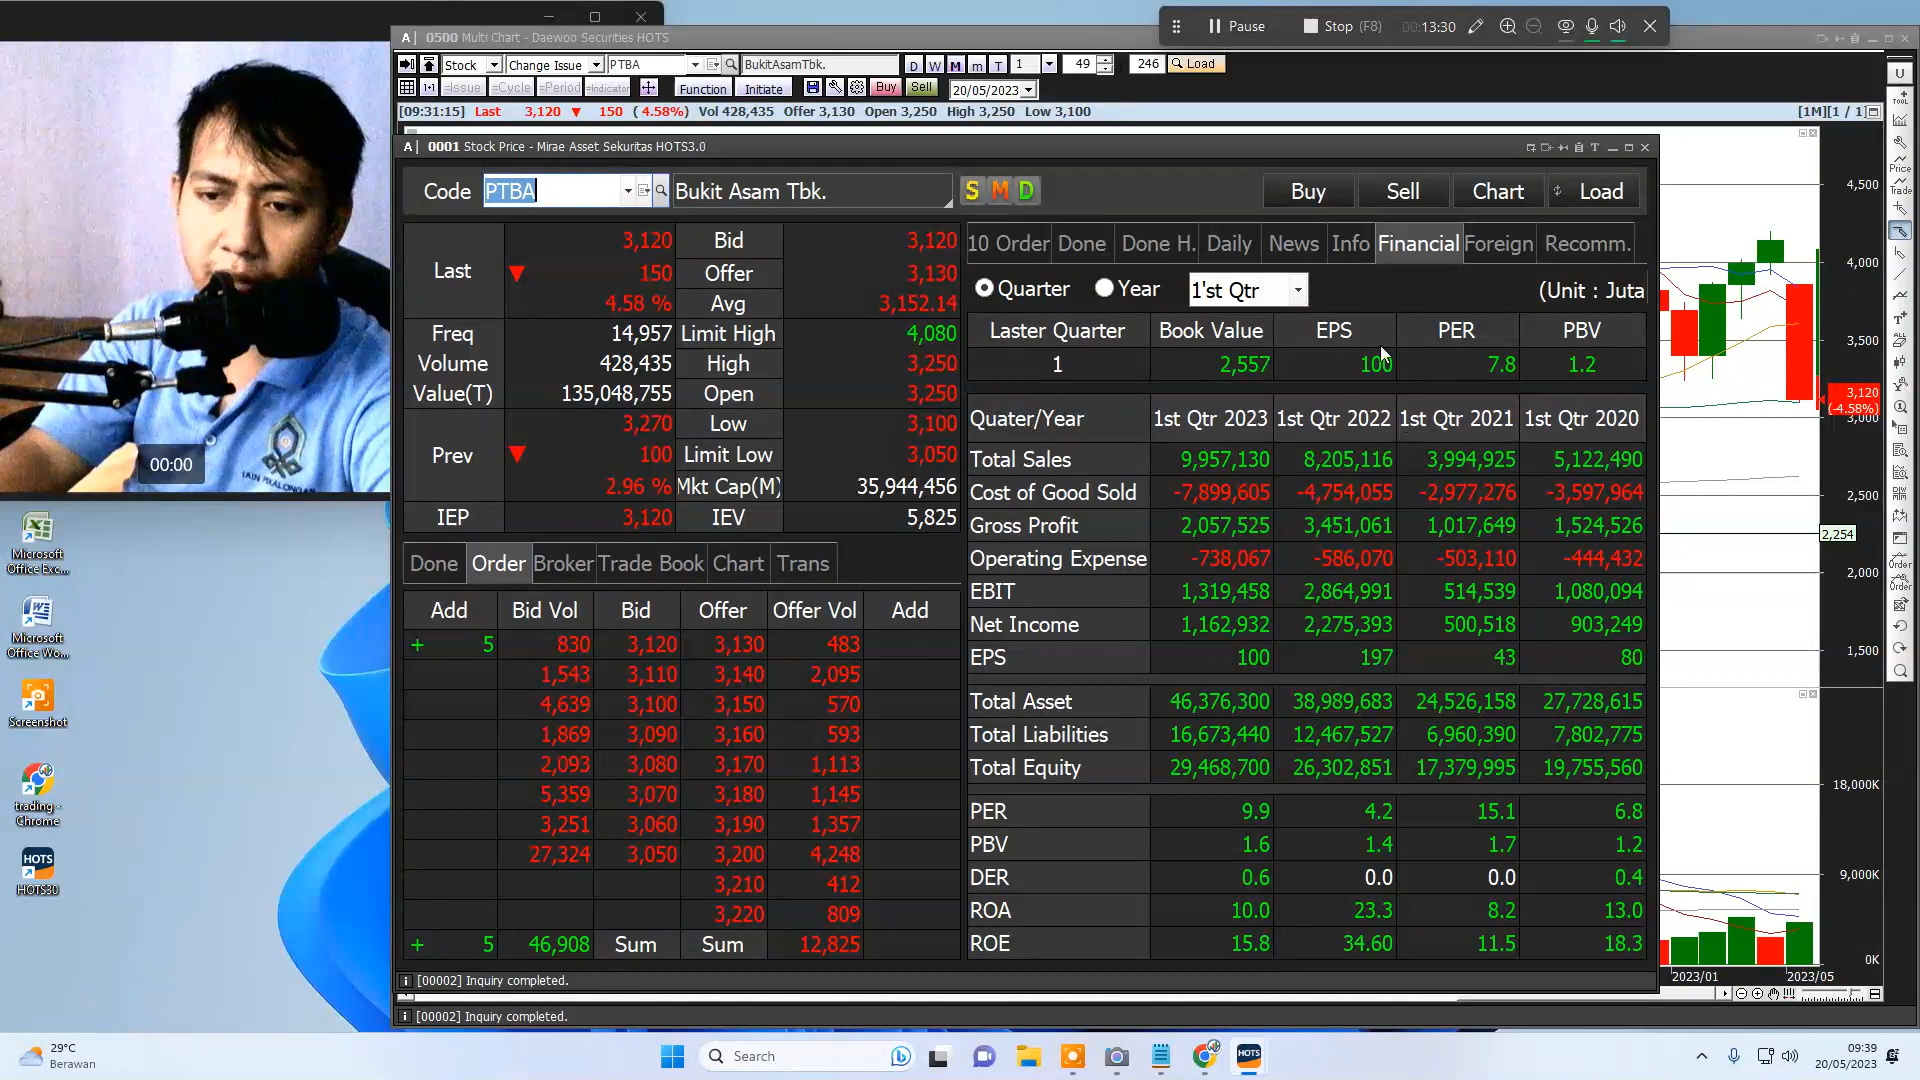 0500 Multi Chart - Daewoo Securities HOTS
Pause Stop (F8) 00:13:30
Stock Change Issue PTBA BukitAsamTbk. D W M m T 1 49 246 Load
=Issue =Cycle =Period =Indicator Function Initiate Buy Sell 20/05/2023
[09:31:15] Last 3,120 ▼ 150 ( 4.58%) Vol 428,435 Offer 3,130 Open 3,250 High 3,250 Low 3,100 [1M][1 / 1]
0001 Stock Price - Mirae Asset Sekuritas HOTS3.0
Code PTBA Bukit Asam Tbk. S M D Buy Sell Chart Load
Last 3,120 Bid 3,120
▼ 150 Offer 3,130
4.58 % Avg 3,152.14
Freq 14,957 Limit High 4,080
Volume 428,435 High 3,250
Value(T) 135,048,755 Open 3,250
Prev 3,270 Low 3,100
▼ 100 Limit Low 3,050
2.96 % Mkt Cap(M) 35,944,456
IEP 3,120 IEV 5,825
Done Order Broker Trade Book Chart Trans
Add Bid Vol Bid Offer Offer Vol Add
+ 5 830 3,120 3,130 483
1,543 3,110 3,140 2,095
4,639 3,100 3,150 570
1,869 3,090 3,160 593
2,093 3,080 3,170 1,113
5,359 3,070 3,180 1,145
3,251 3,060 3,190 1,357
27,324 3,050 3,200 4,248
3,210 412
3,220 809
+ 5 46,908 Sum Sum 12,825
10 Order Done Done H. Daily News Info Financial Foreign Recomm.
Quarter Year 1'st Qtr (Unit : Juta
Laster Quarter Book Value EPS PER PBV
1 2,557 100 7.8 1.2
Quater/Year 1st Qtr 2023 1st Qtr 2022 1st Qtr 2021 1st Qtr 2020
Total Sales 9,957,130 8,205,116 3,994,925 5,122,490
Cost of Good Sold -7,899,605 -4,754,055 -2,977,276 -3,597,964
Gross Profit 2,057,525 3,451,061 1,017,649 1,524,526
Operating Expense -738,067 -586,070 -503,110 -444,432
EBIT 1,319,458 2,864,991 514,539 1,080,094
Net Income 1,162,932 2,275,393 500,518 903,249
EPS 100 197 43 80
Total Asset 46,376,300 38,989,683 24,526,158 27,728,615
Total Liabilities 16,673,440 12,467,527 6,960,390 7,802,775
Total Equity 29,468,700 26,302,851 17,379,995 19,755,560
PER 9.9 4.2 15.1 6.8
PBV 1.6 1.4 1.7 1.2
DER 0.6 0.0 0.0 0.4
ROA 10.0 23.3 8.2 13.0
ROE 15.8 34.60 11.5 18.3
[00002] Inquiry completed.
[00002] Inquiry completed.
4,500
4,000
3,500
3,120
(-4.58%)
3,000
2,500
2,254
2,000
1,500
18,000K
9,000K
0K
2023/01 2023/05
U
TOOL
Price
Trade
ALL
Order
Order
00:00
IAIN PEKALONGAN
Microsoft
Office Exc...
Microsoft
Office Wo...
Screenshot
trading -
Chrome
HOTS
HOTS30
29°C
Berawan
Search
HOTS
09:39
20/05/2023